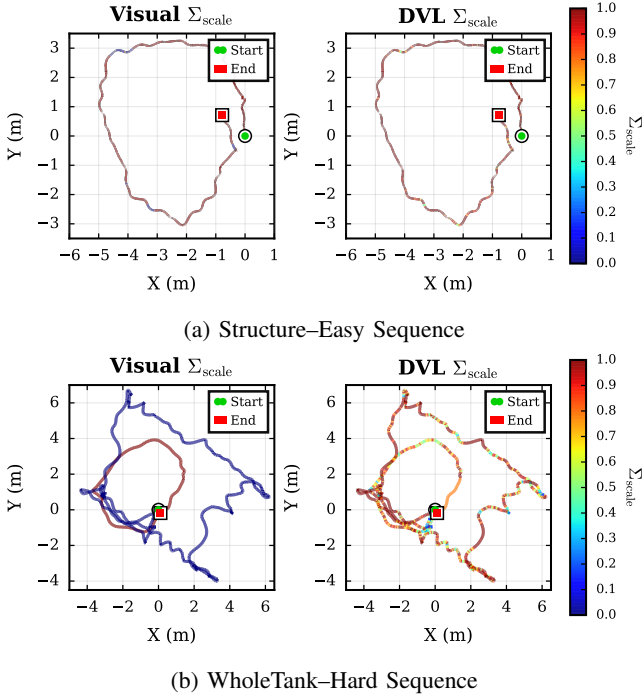 Visual Σscale
DVL Σscale
Start
End
Start
End
3
2
1
0
−1
−2
−3
Y (m)
3
2
1
0
−1
−2
−3
Y (m)
−6 −5 −4 −3 −2 −1 0 1
−6 −5 −4 −3 −2 −1 0 1
X (m)
X (m)
1.0
0.9
0.8
0.7
0.6
0.5
0.4
0.3
0.2
0.1
0.0
Σscale
(a) Structure–Easy Sequence
Visual Σscale
DVL Σscale
Start
End
Start
End
6
4
2
0
−2
−4
Y (m)
6
4
2
0
−2
−4
Y (m)
−4 −2 0 2 4 6
−4 −2 0 2 4 6
X (m)
X (m)
1.0
0.9
0.8
0.7
0.6
0.5
0.4
0.3
0.2
0.1
0.0
Σscale
(b) WholeTank–Hard Sequence